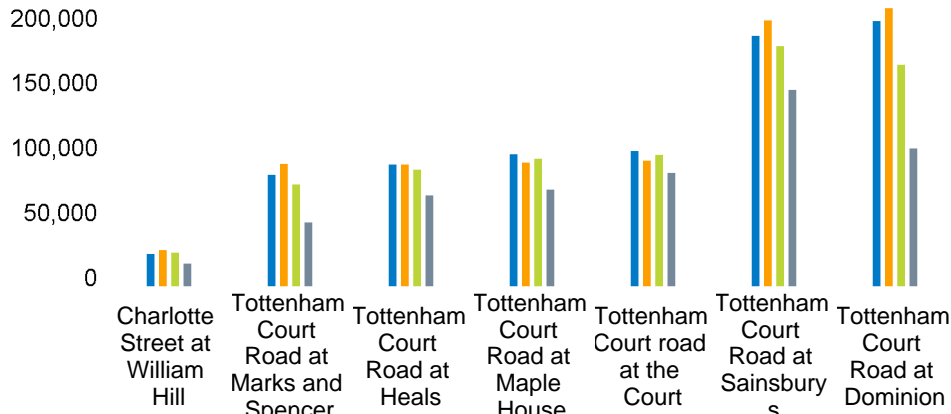 200,000
150,000
100,000
50,000
0
Charlotte
Street at
William
Hill
Tottenham
Court
Road at
Marks and
Spencer
Tottenham
Court
Road at
Heals
Tottenham
Court
Road at
Maple
House
Tottenham
Court road
at the
Court
Tottenham
Court
Road at
Sainsbury
s
Tottenham
Court
Road at
Dominion